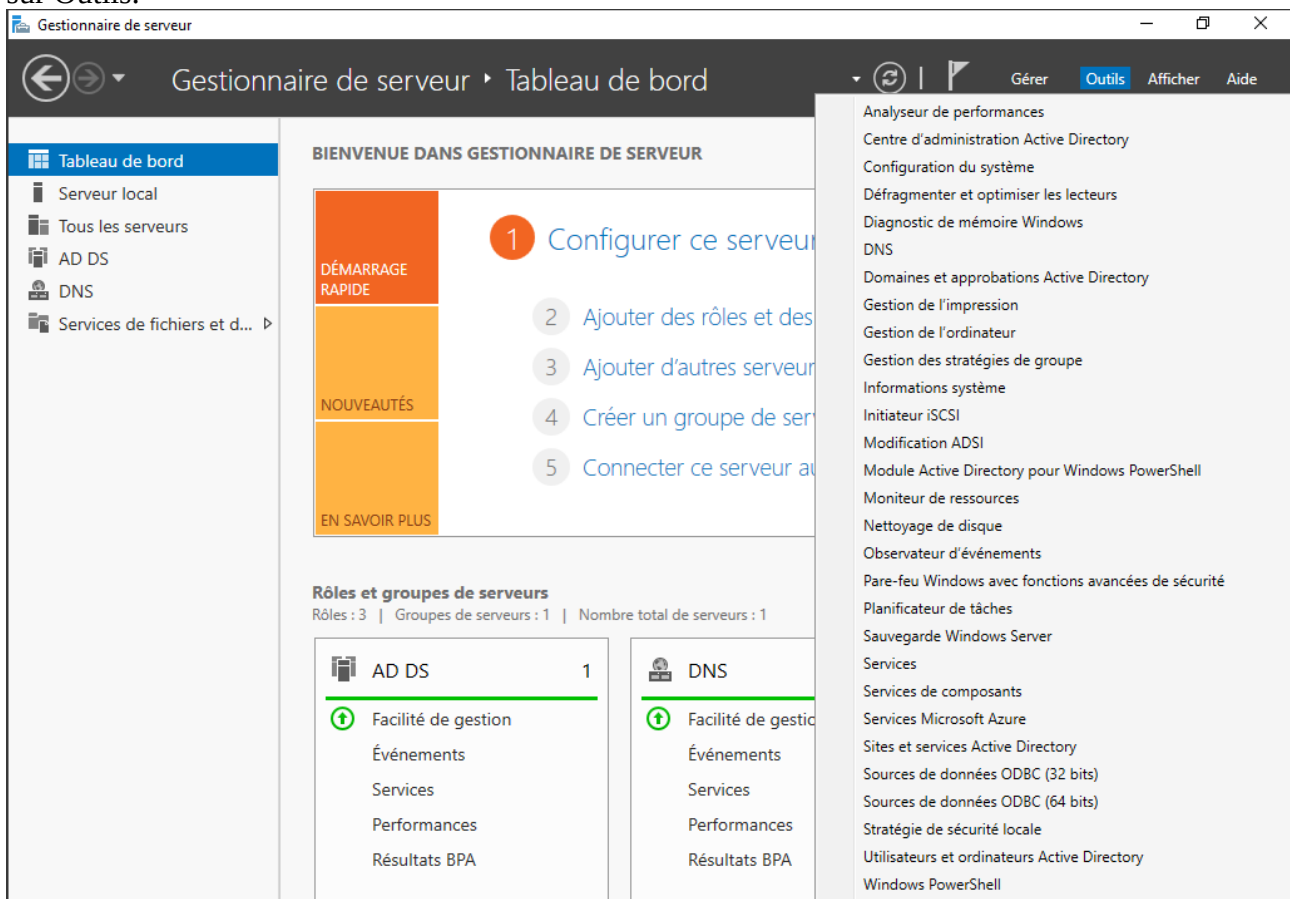 sur Outils.
Gestionnaire de serveur
Gestionnaire de serveur • Tableau de bord
Gérer Outils Afficher Aide
Tableau de bord
Serveur local
Tous les serveurs
AD DS
DNS
Services de fichiers et d...
BIENVENUE DANS GESTIONNAIRE DE SERVEUR
DÉMARRAGE
RAPIDE
NOUVEAUTÉS
EN SAVOIR PLUS
1 Configurer ce serveur
2 Ajouter des rôles et des
3 Ajouter d'autres serveur
4 Créer un groupe de ser
5 Connecter ce serveur au
Rôles et groupes de serveurs
Rôles : 3 | Groupes de serveurs : 1 | Nombre total de serveurs : 1
AD DS 1
Facilité de gestion
Événements
Services
Performances
Résultats BPA
DNS
Facilité de gestio
Événements
Services
Performances
Résultats BPA
Analyseur de performances
Centre d'administration Active Directory
Configuration du système
Défragmenter et optimiser les lecteurs
Diagnostic de mémoire Windows
DNS
Domaines et approbations Active Directory
Gestion de l'impression
Gestion de l'ordinateur
Gestion des stratégies de groupe
Informations système
Initiateur iSCSI
Modification ADSI
Module Active Directory pour Windows PowerShell
Moniteur de ressources
Nettoyage de disque
Observateur d'événements
Pare-feu Windows avec fonctions avancées de sécurité
Planificateur de tâches
Sauvegarde Windows Server
Services
Services de composants
Services Microsoft Azure
Sites et services Active Directory
Sources de données ODBC (32 bits)
Sources de données ODBC (64 bits)
Stratégie de sécurité locale
Utilisateurs et ordinateurs Active Directory
Windows PowerShell